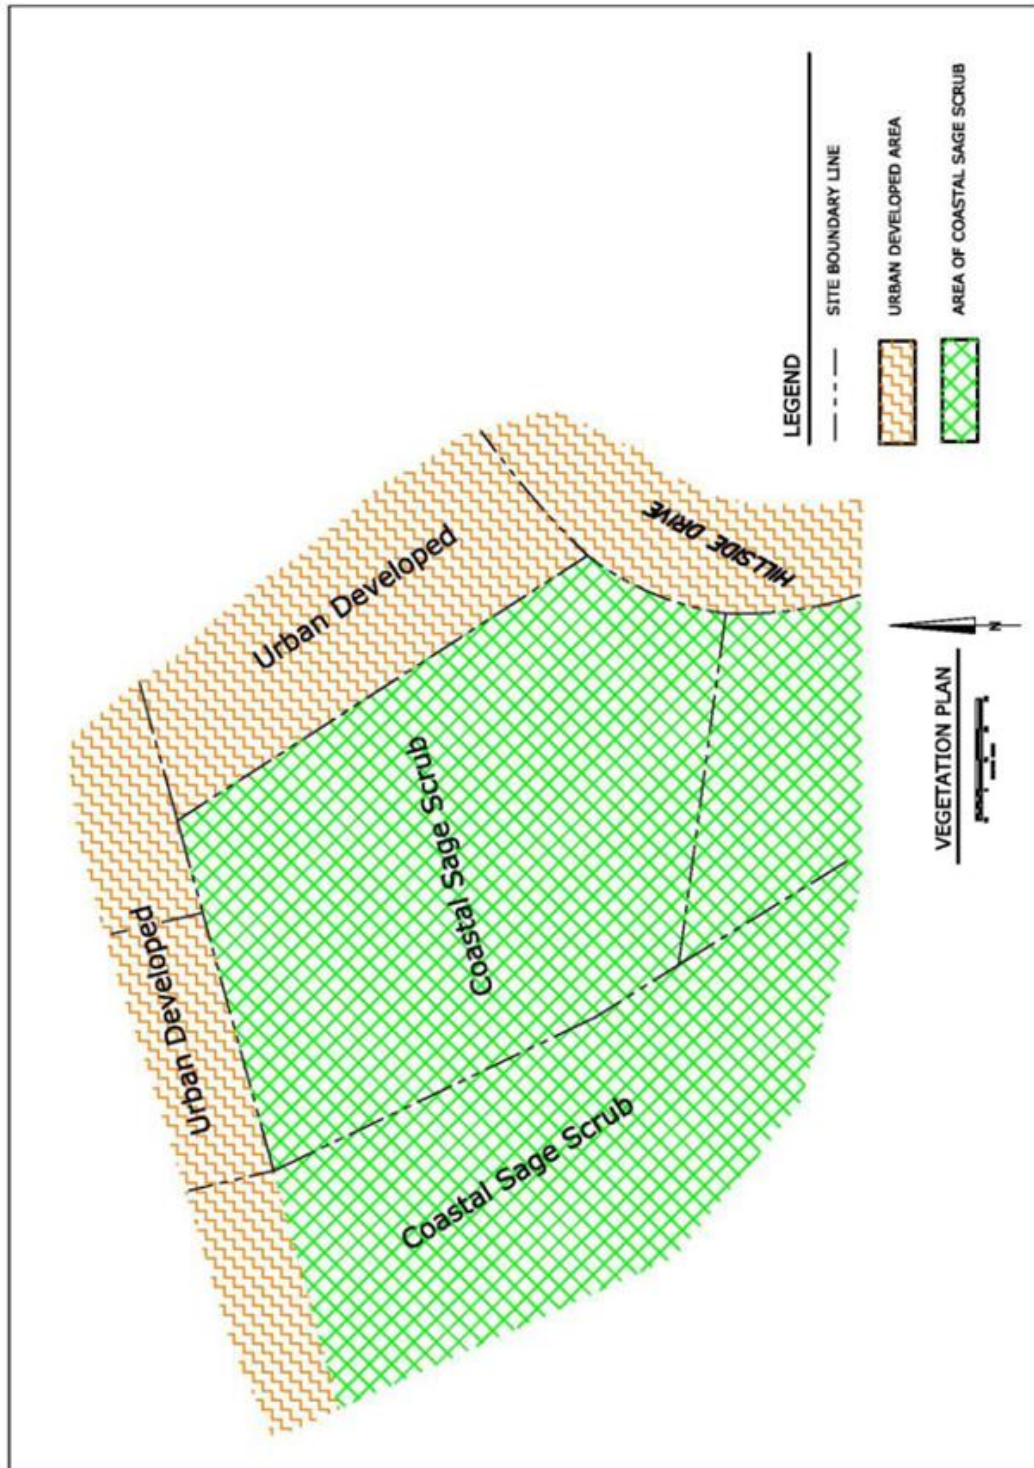 LEGEND
SITE BOUNDARY LINE
URBAN DEVELOPED AREA
AREA OF COASTAL SAGE SCRUB
Urban Developed
Urban Developed
Coastal Sage Scrub
Coastal Sage Scrub
HILLSIDE DRIVE
VEGETATION PLAN
N